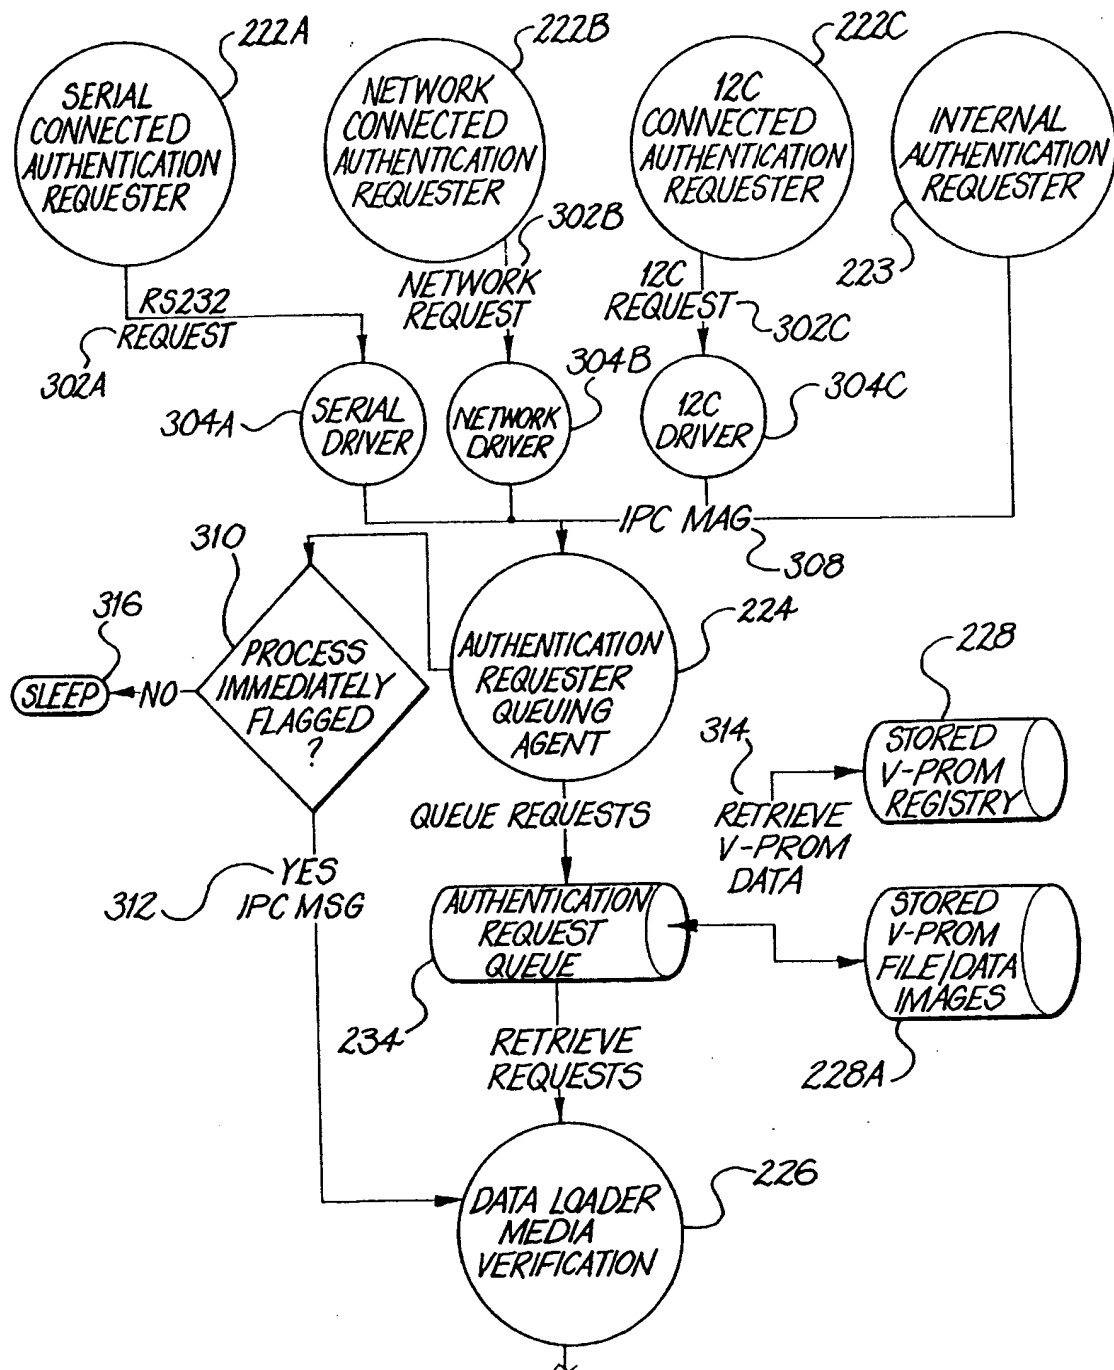 222A
222B
222C
SERIAL
CONNECTED
AUTHENTICATION
REQUESTER
NETWORK
CONNECTED
AUTHENTICATION
REQUESTER
12C
CONNECTED
AUTHENTICATION
REQUESTER
INTERNAL
AUTHENTICATION
REQUESTER
223
RS232
REQUEST
302A
302B
NETWORK
REQUEST
12C
REQUEST
302C
304A
SERIAL
DRIVER
304B
NETWORK
DRIVER
304C
12C
DRIVER
IPC MAG
308
310
316
SLEEP
NO
PROCESS
IMMEDIATELY
FLAGGED
?
224
AUTHENTICATION
REQUESTER
QUEUING
AGENT
228
STORED
V-PROM
REGISTRY
314
RETRIEVE
V-PROM
DATA
QUEUE REQUESTS
312
YES
IPC MSG
AUTHENTICATION
REQUEST
QUEUE
234
STORED
V-PROM
FILE/DATA
IMAGES
228A
RETRIEVE
REQUESTS
226
DATA LOADER
MEDIA
VERIFICATION